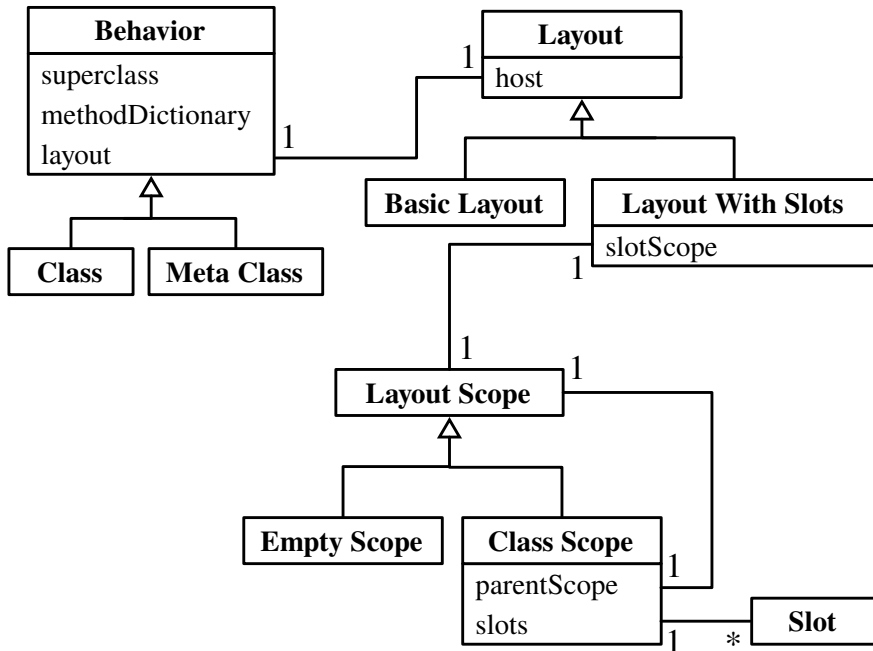 Behavior
superclass
methodDictionary
layout
1
1
Layout
host
Class
Meta Class
Basic Layout
Layout With Slots
slotScope
1
1
Layout Scope
1
Empty Scope
Class Scope
parentScope
slots
1
1
*
Slot